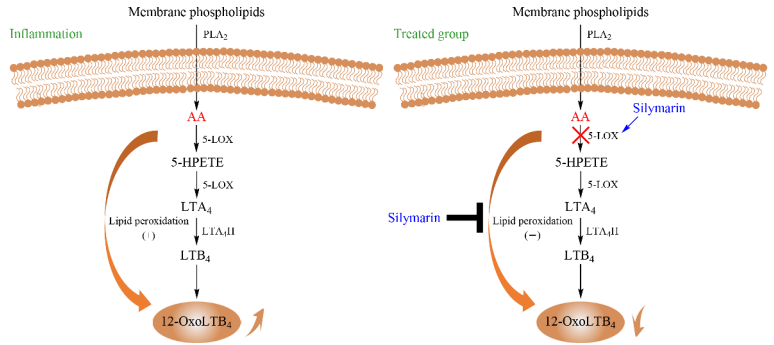 Membrane phospholipids
Inflammation
PLA₂
AA
5-LOX
5-HPETE
5-LOX
LTA₄
Lipid peroxidation
(+)
LTA₄H
LTB₄
12-OxoLTB₄
Membrane phospholipids
Treated group
PLA₂
Silymarin
AA
5-LOX
5-HPETE
5-LOX
LTA₄
Silymarin
Lipid peroxidation
(−)
LTA₄H
LTB₄
12-OxoLTB₄